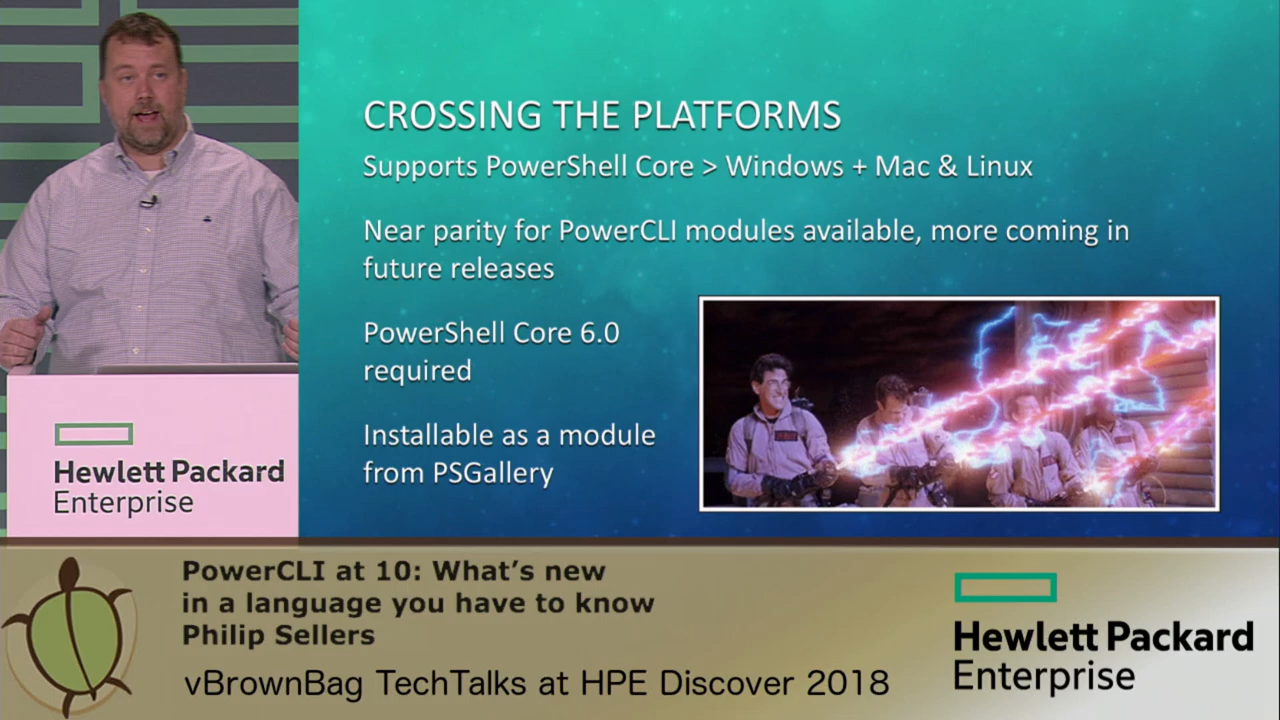 CROSSING THE PLATFORMS
Supports PowerShell Core > Windows + Mac & Linux
Near parity for PowerCLI modules available, more coming in
future releases
PowerShell Core 6.0
required
Installable as a module
from PSGallery
Hewlett Packard
Enterprise
PowerCLI at 10: What's new
in a language you have to know
Philip Sellers
vBrownBag TechTalks at HPE Discover 2018
Hewlett Packard
Enterprise